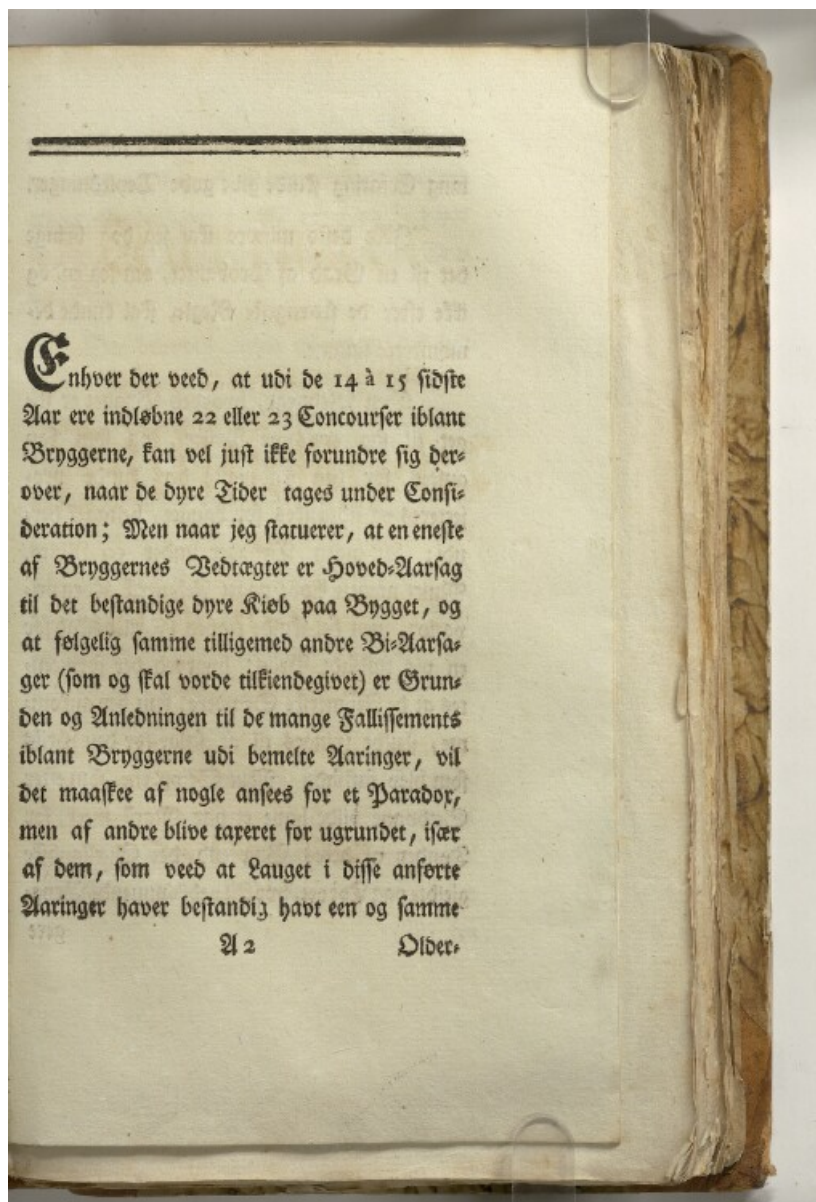 Enhver der veed, at udi de 14 à 15 sidste
Aar ere indløbne 22 eller 23 Concourser iblant
Bryggerne, kan vel just ikke forundre sig der-
over, naar de dyre Tider tages under Consi-
deration; Men naar jeg statuerer, at en eneste
af Bryggernes Vedtægter er Hoved-Aarsag
til det bestandige dyre Kiøb paa Bygget, og
at følgelig samme tilligemed andre Bi-Aarsa-
ger (som og skal vorde tilkiendegivet) er Grun-
den og Anledningen til de mange Fallissements
iblant Bryggerne udi bemelte Aaringer, vil
det maaskee af nogle ansees for et Paradox,
men af andre blive taxeret for ugrundet, især
af dem, som veed at Lauget i disse anførte
Aaringer haver bestandig havt een og samme
A 2 Older-